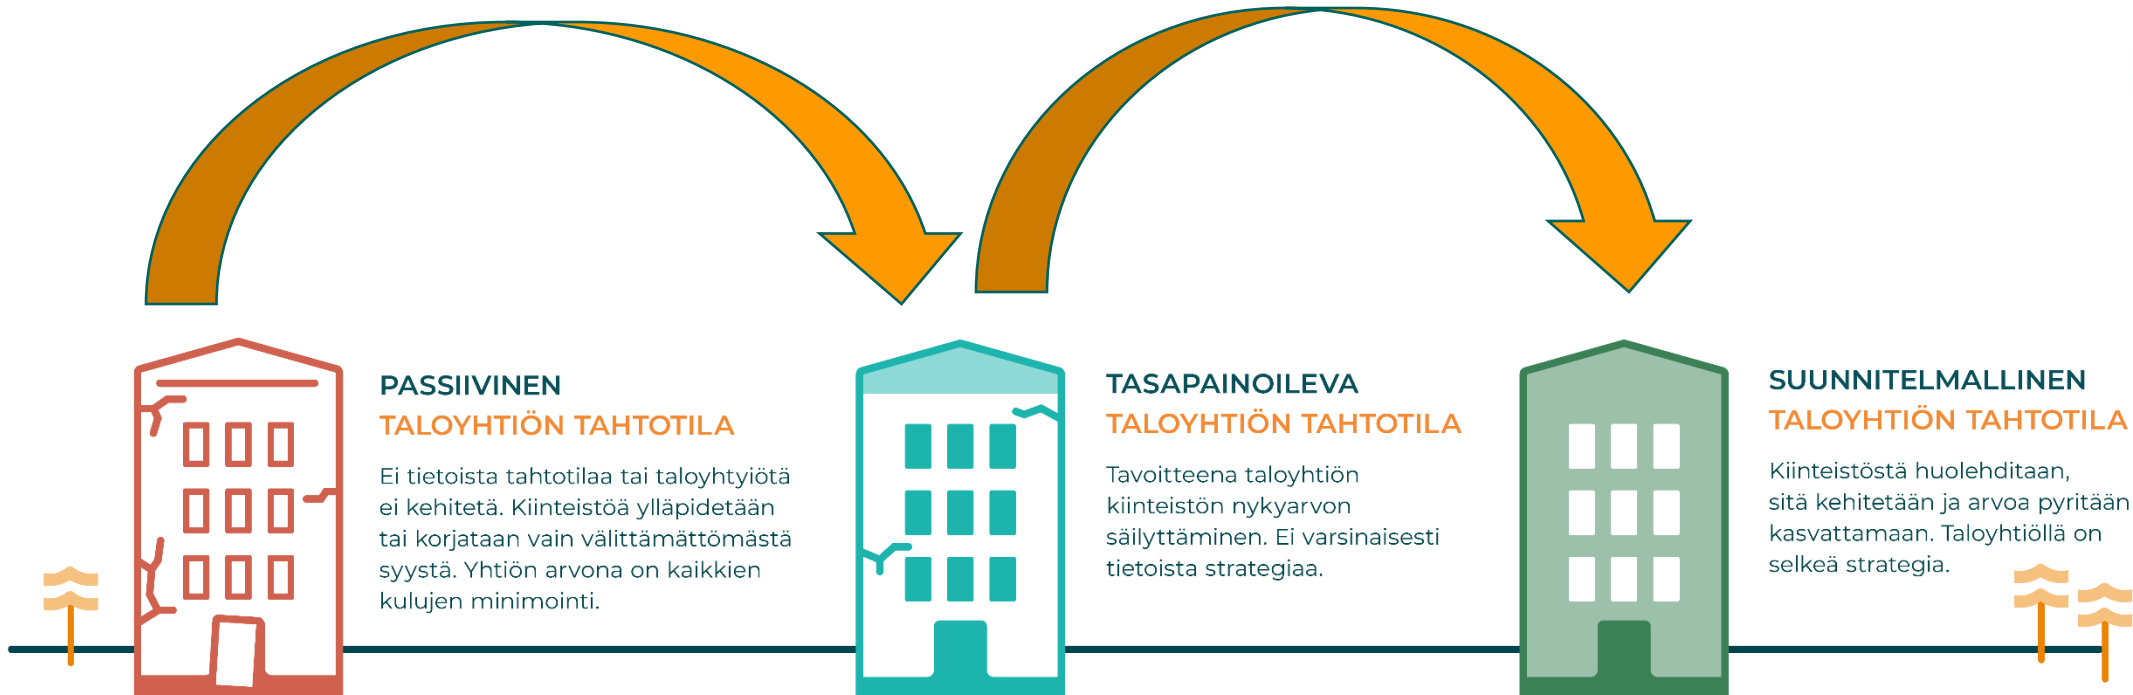 PASSIIVINEN
TALOYHTIÖN TAHTOTILA
Ei tietoista tahtotilaa tai taloyhtyiötä
ei kehitetä. Kiinteistöä ylläpidetään
tai korjataan vain välittämättömästä
syystä. Yhtiön arvona on kaikkien
kulujen minimointi.
TASAPAINOILEVA
TALOYHTIÖN TAHTOTILA
Tavoitteena taloyhtiön
kiinteistön nykyarvon
säilyttäminen. Ei varsinaisesti
tietoista strategiaa.
SUUNNITELMALLINEN
TALOYHTIÖN TAHTOTILA
Kiinteistöstä huolehditaan,
sitä kehitetään ja arvoa pyritään
kasvattamaan. Taloyhtiöllä on
selkeä strategia.